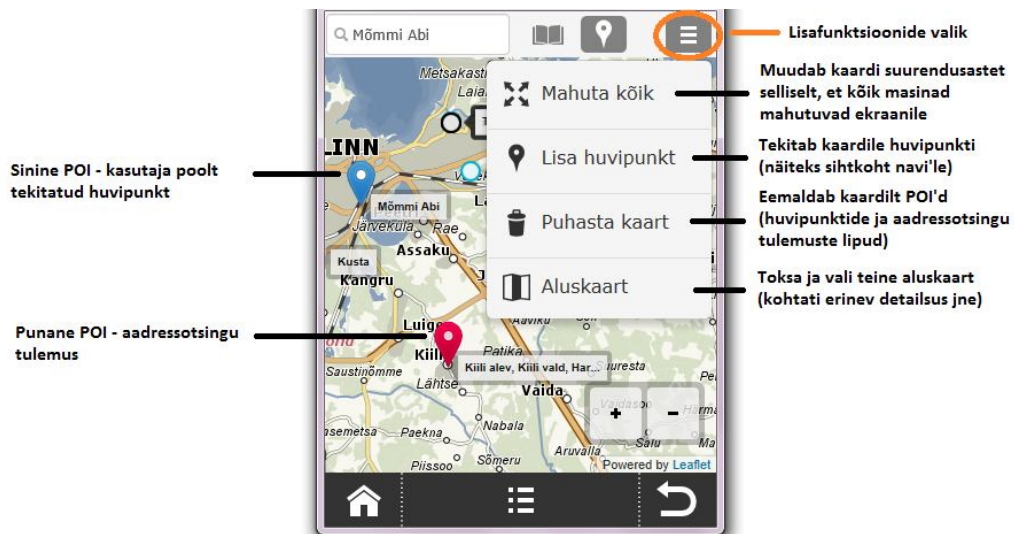 Mõmmi Abi
Lisafunktsioonide valik
Mahuta kõik
Muudab kaardi suurendusastet
selliselt, et kõik masinad
mahutuvad ekraanile
Lisa huvipunkt
Tekitab kaardile huvipunkti
(näiteks sihtkoht navi'le)
Puhasta kaart
Eemaldab kaardilt POI'd
(huvipunktide ja aadressotsingu
tulemuste lipud)
Aluskaart
Toksa ja vali teine aluskaart
(kohtati erinev detailsus jne)
Sinine POI - kasutaja poolt
tekitatud huvipunkt
Punane POI - aadressotsingu
tulemus
Metsakasti
Laia
LINN
Mõmmi Abi
Järveküla
Rae
Assaku
Kusta
Kangru
Luige
Kiili
Patika
Kiili alev, Kiili vald, Har...
Saustinõmme
Lähtse
Vaida
Vaidasoo
+
-
Nabala
Paekna
Piissoo
Sõmeru
Aruvalla
Salu
Powered by Leaflet